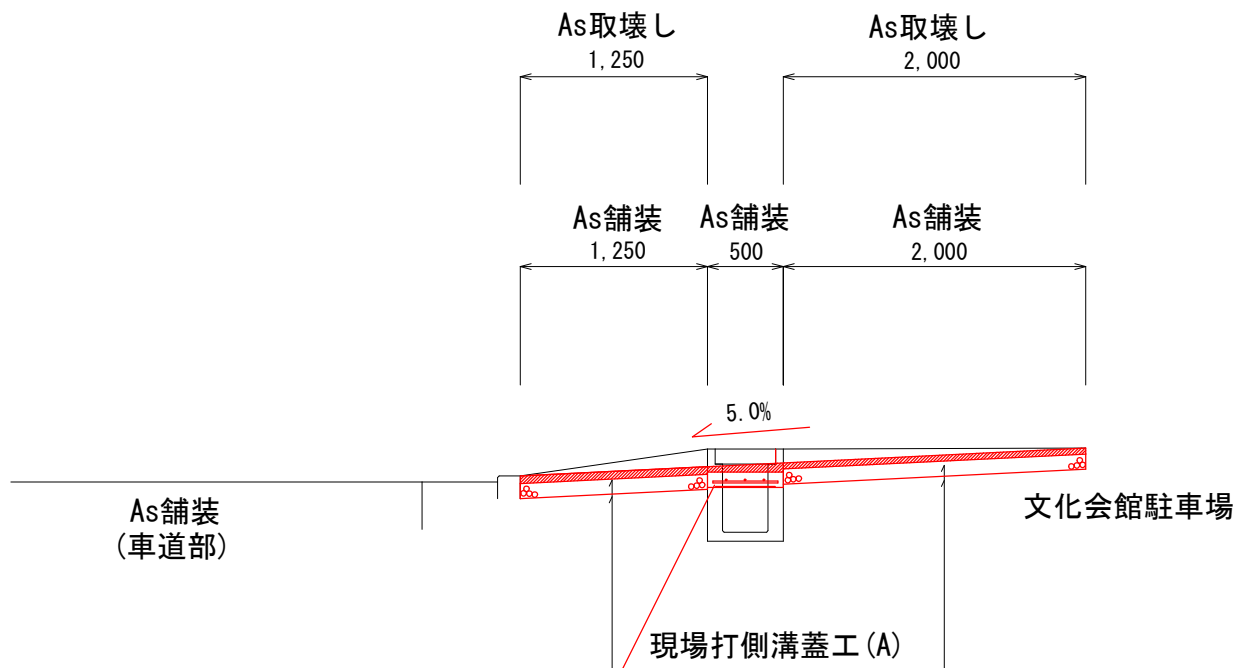 As取壊し
1,250
As取壊し
2,000
As舗装
1,250
As舗装
500
As舗装
2,000
5.0%
As舗装
(車道部)
文化会館駐車場
現場打側溝蓋工(A)